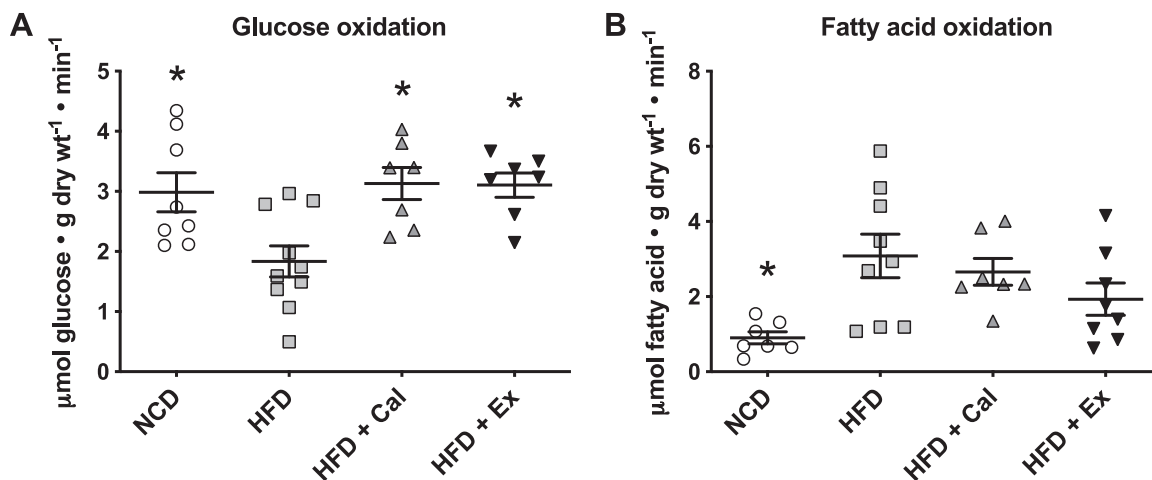 A
Glucose oxidation
μmol glucose • g dry wt⁻¹ • min⁻¹
5
4
3
2
1
0
*
*
*
NCD
HFD
HFD + Cal
HFD + Ex
B
Fatty acid oxidation
μmol fatty acid • g dry wt⁻¹ • min⁻¹
8
6
4
2
0
*
NCD
HFD
HFD + Cal
HFD + Ex